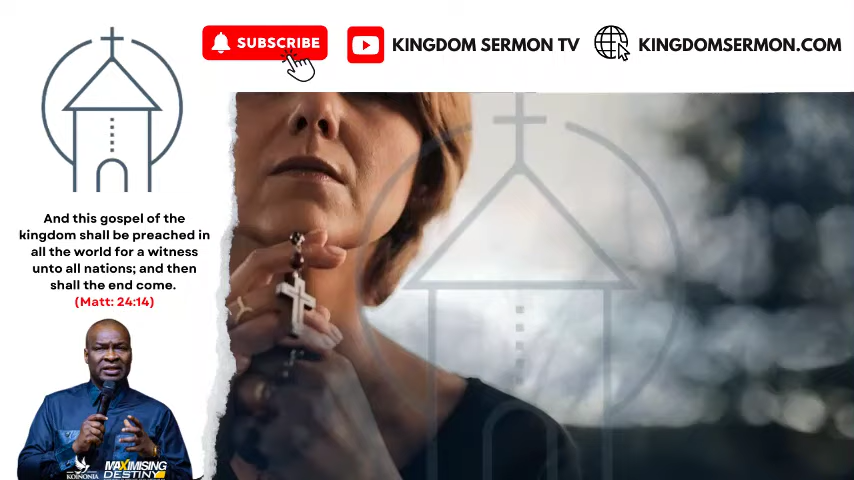 SUBSCRIBE
KINGDOM SERMON TV
KINGDOMSERMON.COM
And this gospel of the
kingdom shall be preached in
all the world for a witness
unto all nations; and then
shall the end come.
(Matt: 24:14)
KOINONIA
MAXIMISING
DESTINY